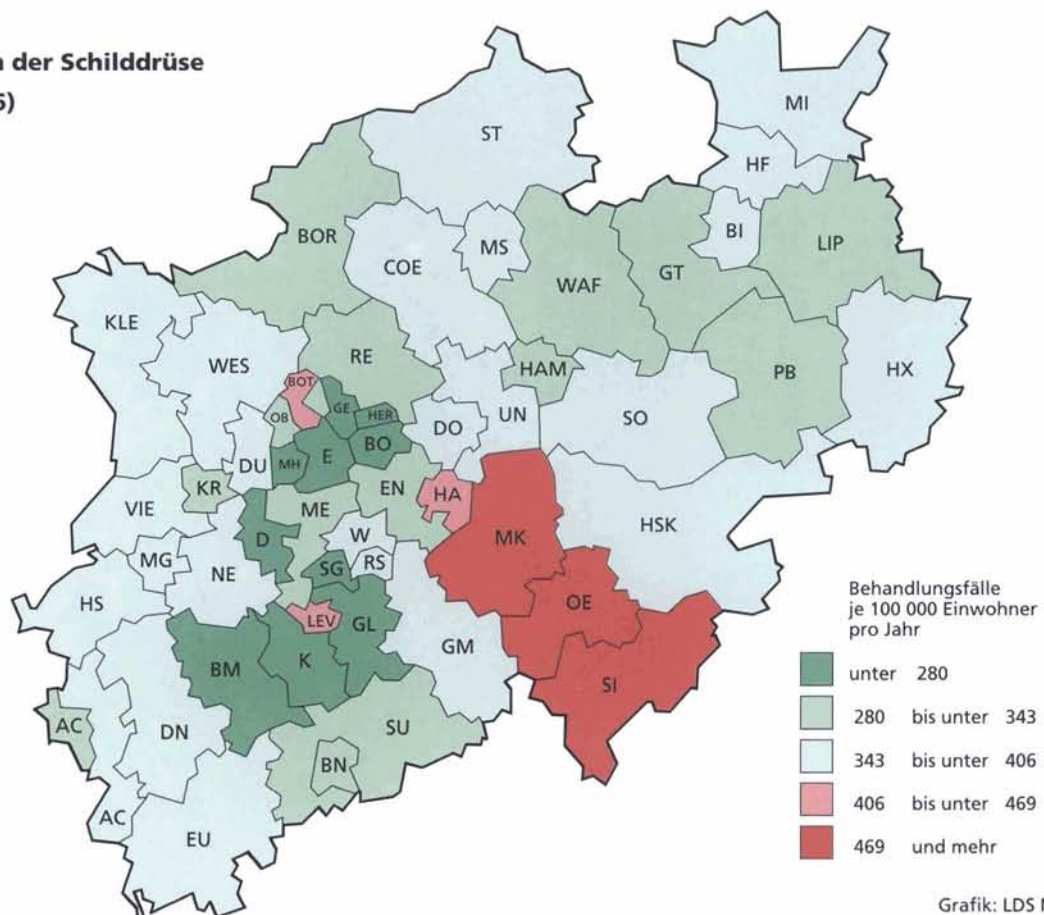 der Schilddrüse
ST
MI
HF
BOR
MS
BI
LIP
COE
WAF
GT
KLE
WES
RE
HAM
PB
HX
BOT
GE
HER
OB
DO
UN
SO
MH
E
BO
DU
KR
EN
HA
VIE
ME
MK
HSK
D
W
MG
NE
SG
RS
HS
OE
LEV
GL
BM
K
GM
SI
AC
DN
SU
BN
AC
EU
Behandlungsfälle
je 100 000 Einwohner
pro Jahr
unter 280
280 bis unter 343
343 bis unter 406
406 bis unter 469
469 und mehr
Grafik: LDS